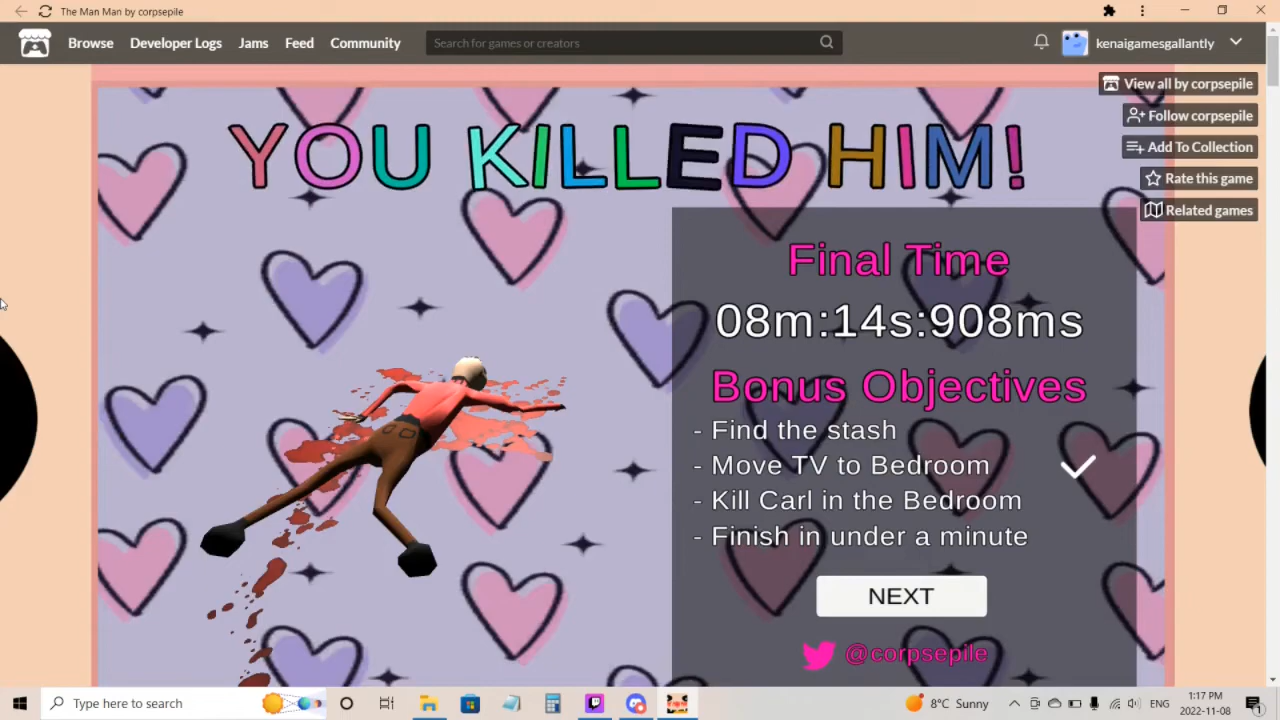 The Man Man by corpsepile
Browse Developer Logs Jams Feed Community Search for games or creators kenaigamesgallantly
View all by corpsepile
Follow corpsepile
Add To Collection
Rate this game
Related games
YOU KILLED HIM!
Final Time
08m:14s:908ms
Bonus Objectives
- Find the stash
- Move TV to Bedroom
- Kill Carl in the Bedroom
- Finish in under a minute
NEXT
@corpsepile
Type here to search
8°C Sunny
ENG
1:17 PM
2022-11-08
1